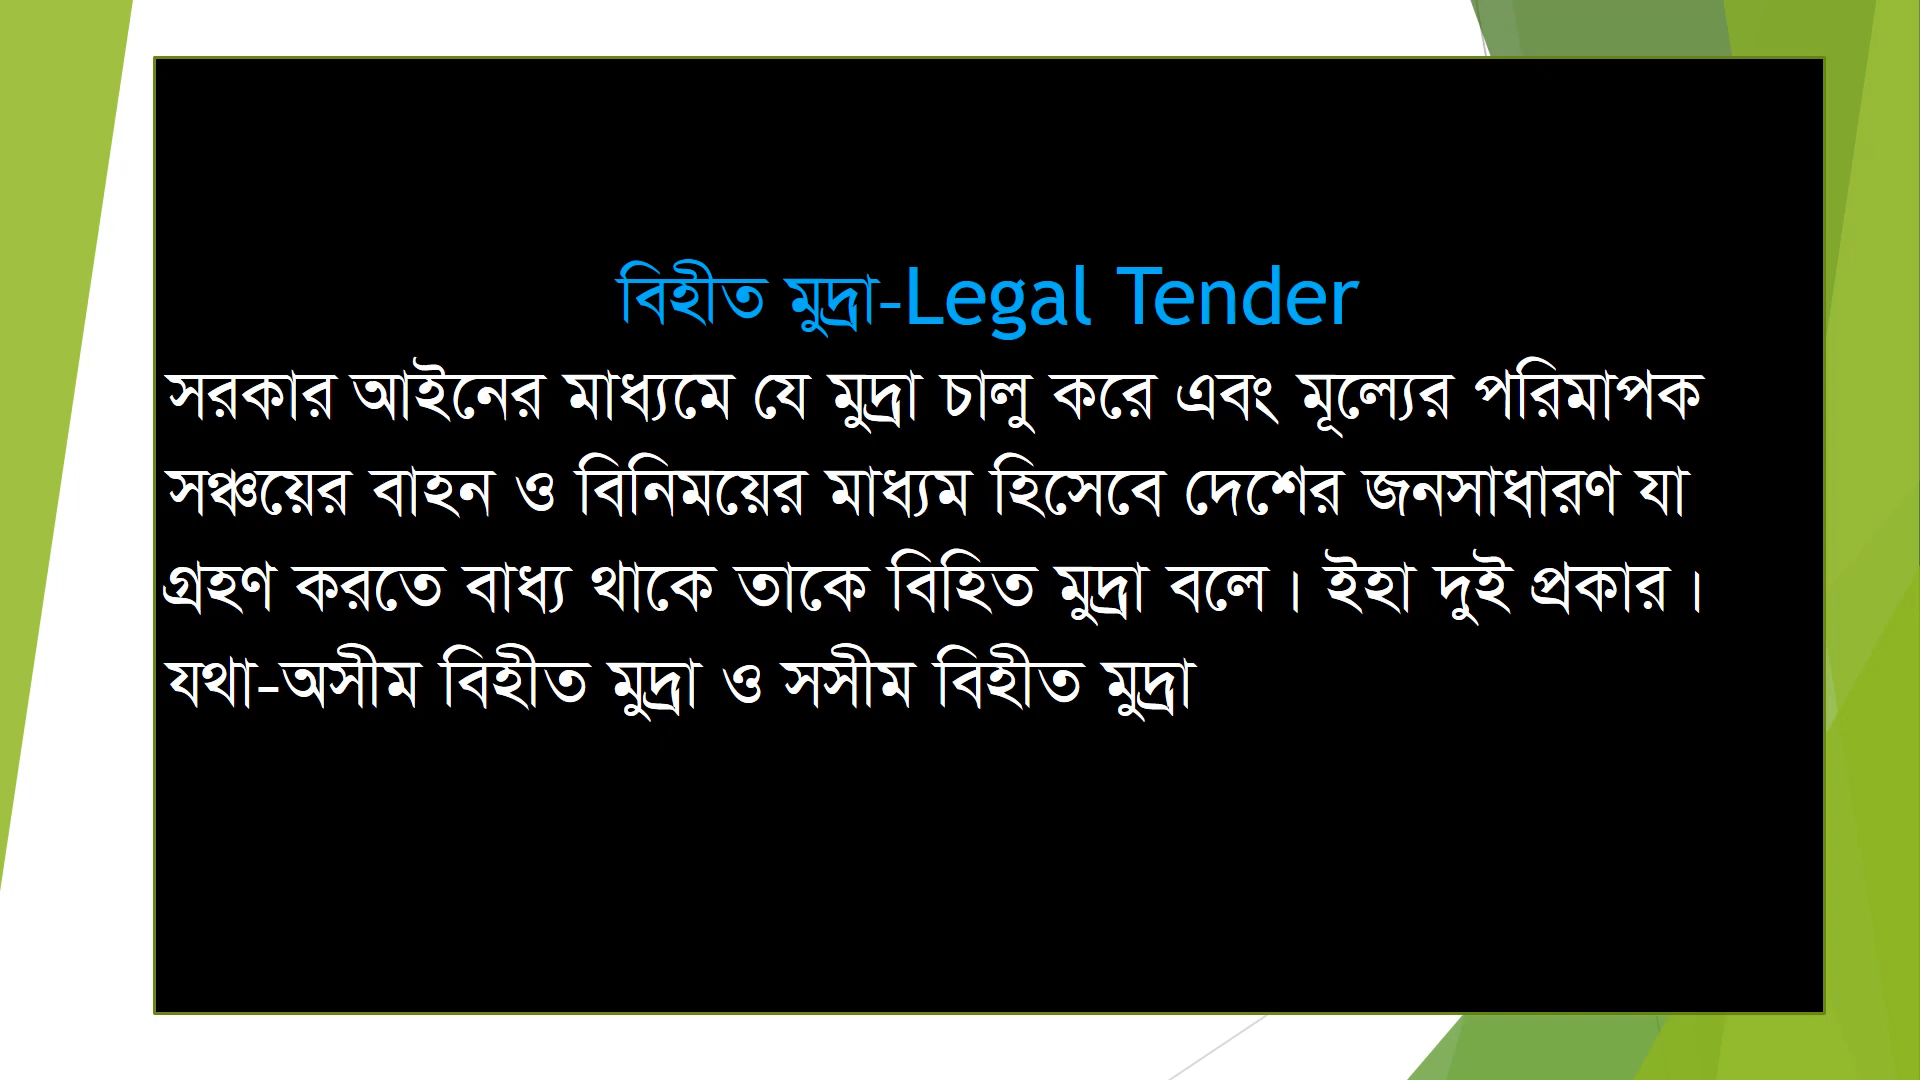 বিহীত মুদ্রা-Legal Tender
সরকার আইনের মাধ্যমে যে মুদ্রা চালু করে এবং মূল্যের পরিমাপক
সঞ্চয়ের বাহন ও বিনিময়ের মাধ্যম হিসেবে দেশের জনসাধারণ যা
গ্রহণ করতে বাধ্য থাকে তাকে বিহিত মুদ্রা বলে। ইহা দুই প্রকার।
যথা-অসীম বিহীত মুদ্রা ও সসীম বিহীত মুদ্রা